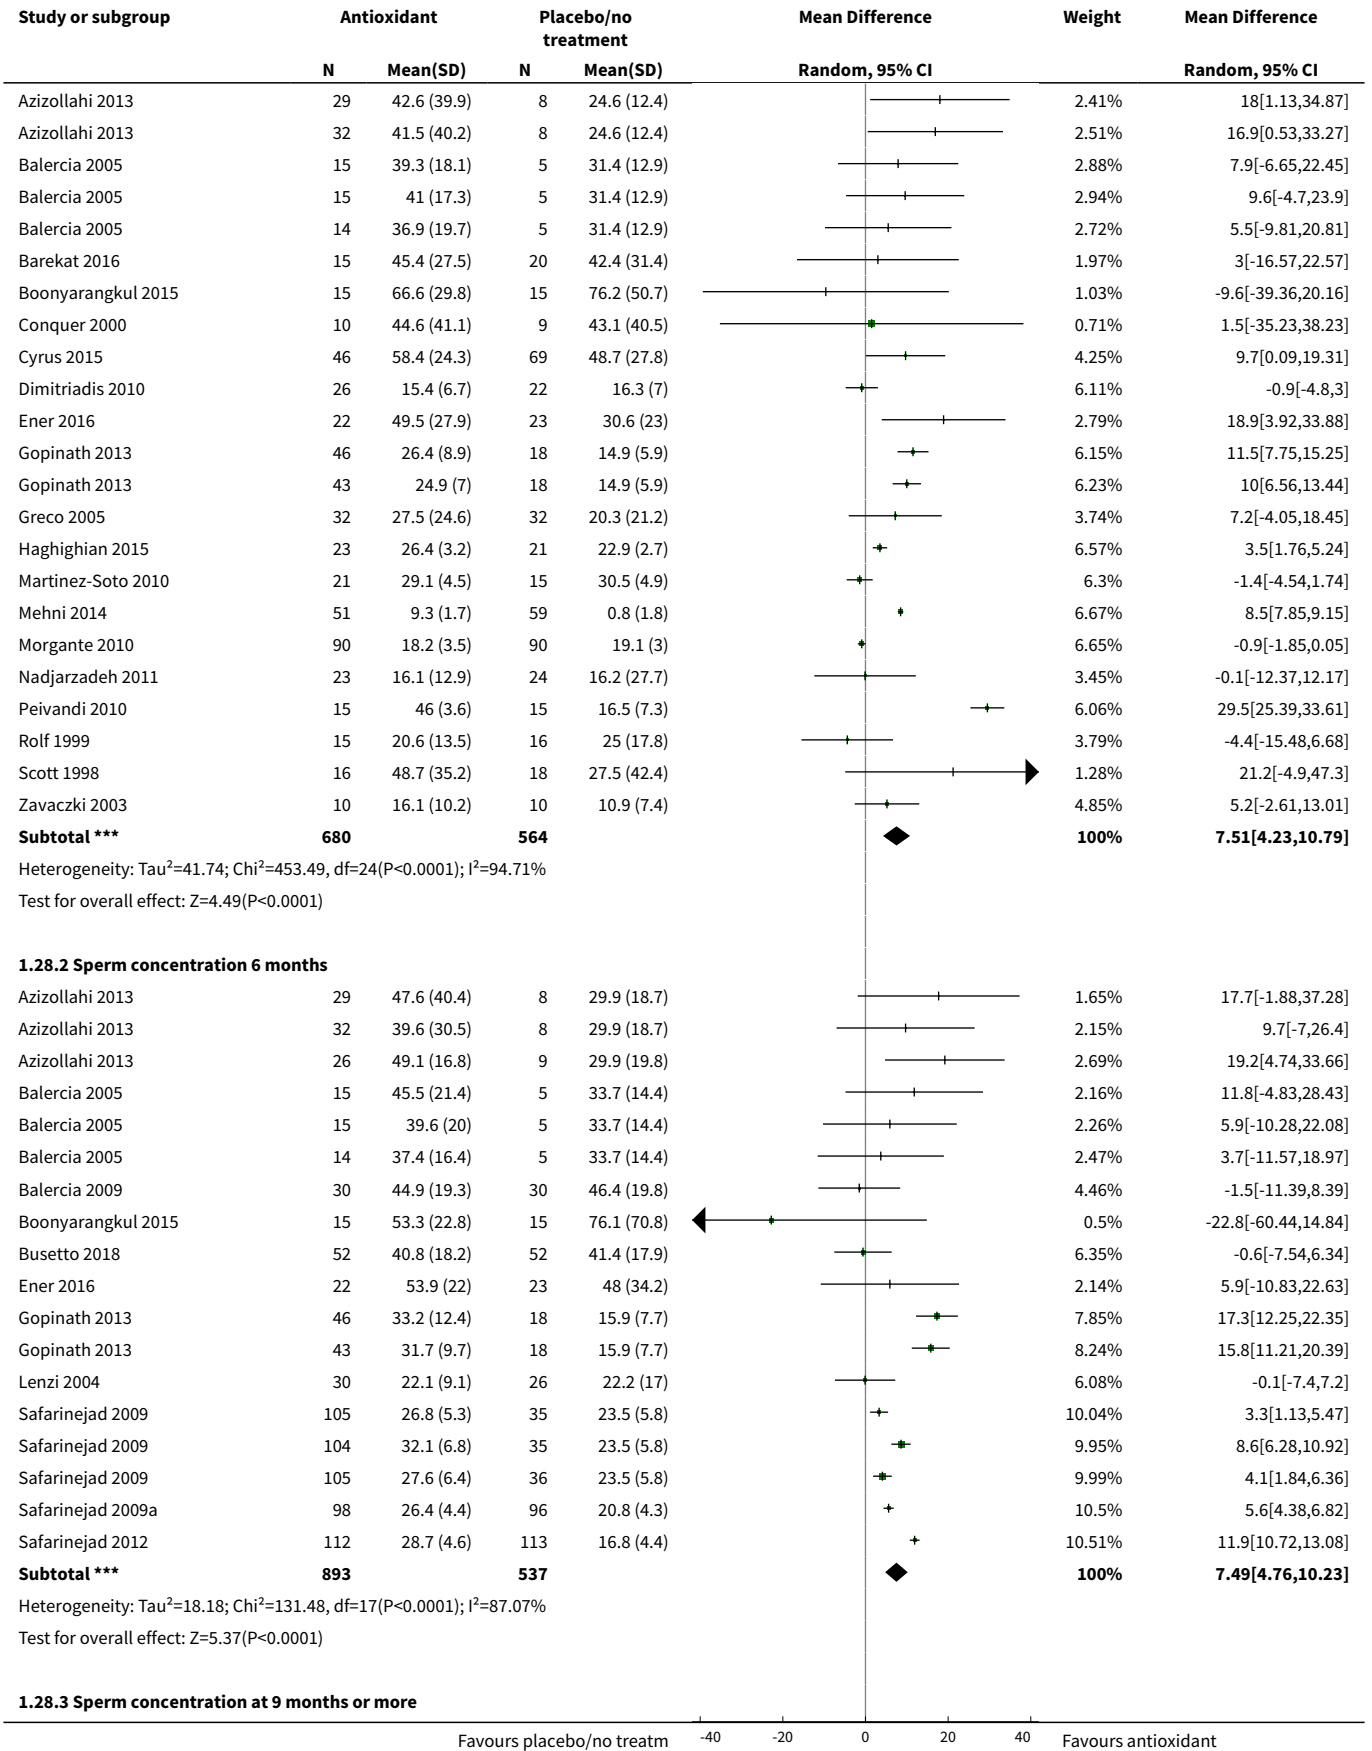 Study or subgroup Antioxidant Placebo/no treatment Mean Difference Weight Mean Difference
N Mean(SD) N Mean(SD) Random, 95% CI Random, 95% CI
Azizollahi 2013 29 42.6 (39.9) 8 24.6 (12.4) 2.41% 18[1.13,34.87]
Azizollahi 2013 32 41.5 (40.2) 8 24.6 (12.4) 2.51% 16.9[0.53,33.27]
Balercia 2005 15 39.3 (18.1) 5 31.4 (12.9) 2.88% 7.9[-6.65,22.45]
Balercia 2005 15 41 (17.3) 5 31.4 (12.9) 2.94% 9.6[-4.7,23.9]
Balercia 2005 14 36.9 (19.7) 5 31.4 (12.9) 2.72% 5.5[-9.81,20.81]
Barekat 2016 15 45.4 (27.5) 20 42.4 (31.4) 1.97% 3[-16.57,22.57]
Boonyarangkul 2015 15 66.6 (29.8) 15 76.2 (50.7) 1.03% -9.6[-39.36,20.16]
Conquer 2000 10 44.6 (41.1) 9 43.1 (40.5) 0.71% 1.5[-35.23,38.23]
Cyrus 2015 46 58.4 (24.3) 69 48.7 (27.8) 4.25% 9.7[0.09,19.31]
Dimitriadis 2010 26 15.4 (6.7) 22 16.3 (7) 6.11% -0.9[-4.8,3]
Ener 2016 22 49.5 (27.9) 23 30.6 (23) 2.79% 18.9[3.92,33.88]
Gopinath 2013 46 26.4 (8.9) 18 14.9 (5.9) 6.15% 11.5[7.75,15.25]
Gopinath 2013 43 24.9 (7) 18 14.9 (5.9) 6.23% 10[6.56,13.44]
Greco 2005 32 27.5 (24.6) 32 20.3 (21.2) 3.74% 7.2[-4.05,18.45]
Haghighian 2015 23 26.4 (3.2) 21 22.9 (2.7) 6.57% 3.5[1.76,5.24]
Martinez-Soto 2010 21 29.1 (4.5) 15 30.5 (4.9) 6.3% -1.4[-4.54,1.74]
Mehni 2014 51 9.3 (1.7) 59 0.8 (1.8) 6.67% 8.5[7.85,9.15]
Morgante 2010 90 18.2 (3.5) 90 19.1 (3) 6.65% -0.9[-1.85,0.05]
Nadjarzadeh 2011 23 16.1 (12.9) 24 16.2 (27.7) 3.45% -0.1[-12.37,12.17]
Peivandi 2010 15 46 (3.6) 15 16.5 (7.3) 6.06% 29.5[25.39,33.61]
Rolf 1999 15 20.6 (13.5) 16 25 (17.8) 3.79% -4.4[-15.48,6.68]
Scott 1998 16 48.7 (35.2) 18 27.5 (42.4) 1.28% 21.2[-4.9,47.3]
Zavaczki 2003 10 16.1 (10.2) 10 10.9 (7.4) 4.85% 5.2[-2.61,13.01]
Subtotal *** 680 564 100% 7.51[4.23,10.79]
Heterogeneity: Tau²=41.74; Chi²=453.49, df=24(P<0.0001); I²=94.71%
Test for overall effect: Z=4.49(P<0.0001)
1.28.2 Sperm concentration 6 months
Azizollahi 2013 29 47.6 (40.4) 8 29.9 (18.7) 1.65% 17.7[-1.88,37.28]
Azizollahi 2013 32 39.6 (30.5) 8 29.9 (18.7) 2.15% 9.7[-7,26.4]
Azizollahi 2013 26 49.1 (16.8) 9 29.9 (19.8) 2.69% 19.2[4.74,33.66]
Balercia 2005 15 45.5 (21.4) 5 33.7 (14.4) 2.16% 11.8[-4.83,28.43]
Balercia 2005 15 39.6 (20) 5 33.7 (14.4) 2.26% 5.9[-10.28,22.08]
Balercia 2005 14 37.4 (16.4) 5 33.7 (14.4) 2.47% 3.7[-11.57,18.97]
Balercia 2009 30 44.9 (19.3) 30 46.4 (19.8) 4.46% -1.5[-11.39,8.39]
Boonyarangkul 2015 15 53.3 (22.8) 15 76.1 (70.8) 0.5% -22.8[-60.44,14.84]
Busetto 2018 52 40.8 (18.2) 52 41.4 (17.9) 6.35% -0.6[-7.54,6.34]
Ener 2016 22 53.9 (22) 23 48 (34.2) 2.14% 5.9[-10.83,22.63]
Gopinath 2013 46 33.2 (12.4) 18 15.9 (7.7) 7.85% 17.3[12.25,22.35]
Gopinath 2013 43 31.7 (9.7) 18 15.9 (7.7) 8.24% 15.8[11.21,20.39]
Lenzi 2004 30 22.1 (9.1) 26 22.2 (17) 6.08% -0.1[-7.4,7.2]
Safarinejad 2009 105 26.8 (5.3) 35 23.5 (5.8) 10.04% 3.3[1.13,5.47]
Safarinejad 2009 104 32.1 (6.8) 35 23.5 (5.8) 9.95% 8.6[6.28,10.92]
Safarinejad 2009 105 27.6 (6.4) 36 23.5 (5.8) 9.99% 4.1[1.84,6.36]
Safarinejad 2009a 98 26.4 (4.4) 96 20.8 (4.3) 10.5% 5.6[4.38,6.82]
Safarinejad 2012 112 28.7 (4.6) 113 16.8 (4.4) 10.51% 11.9[10.72,13.08]
Subtotal *** 893 537 100% 7.49[4.76,10.23]
Heterogeneity: Tau²=18.18; Chi²=131.48, df=17(P<0.0001); I²=87.07%
Test for overall effect: Z=5.37(P<0.0001)
1.28.3 Sperm concentration at 9 months or more
Favours placebo/no treatm -40 -20 0 20 40 Favours antioxidant